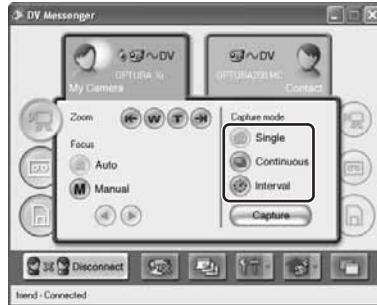 DV Messenger
DV
OPTURA Xi
My Camera
DV
OPTURA200 MC
Contact
Zoom
W T
Capture mode
Single
Focus
Auto
Continuous
M Manual
Interval
Capture
Disconnect
friend - Connected